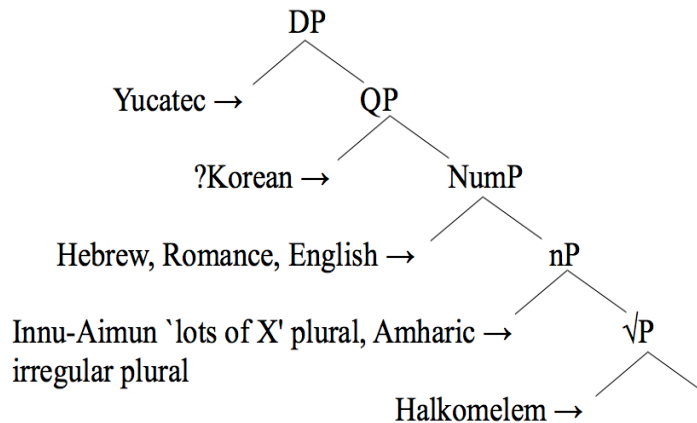 DP
Yucatec →
QP
?Korean →
NumP
Hebrew, Romance, English →
nP
Innu-Aimun `lots of X' plural, Amharic →
irregular plural
√P
Halkomelem →